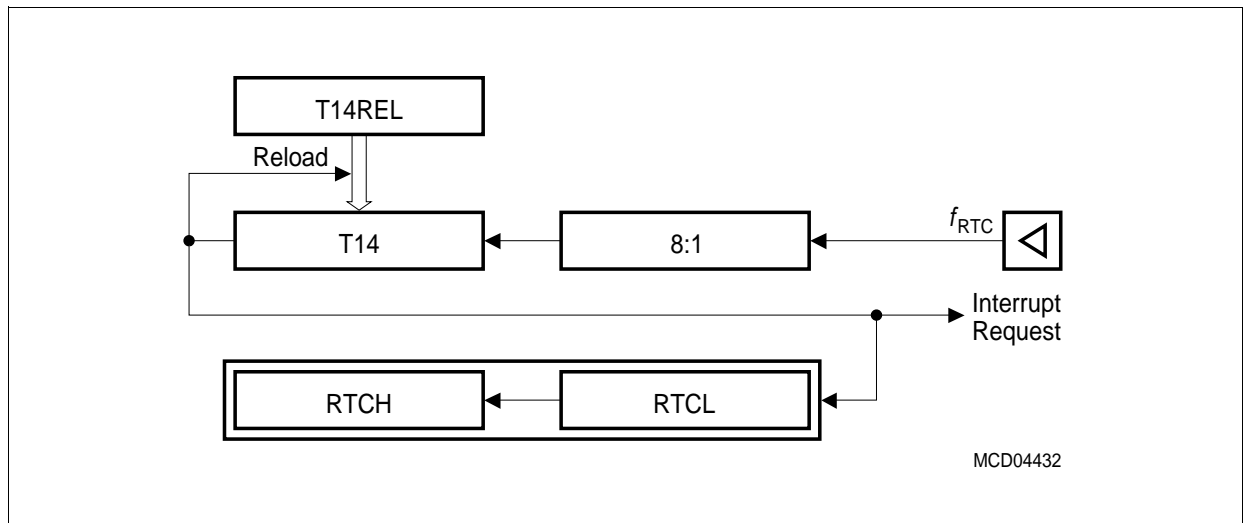 T14REL
Reload
T14
8:1
fRTC
Interrupt
Request
RTCH
RTCL
MCD04432